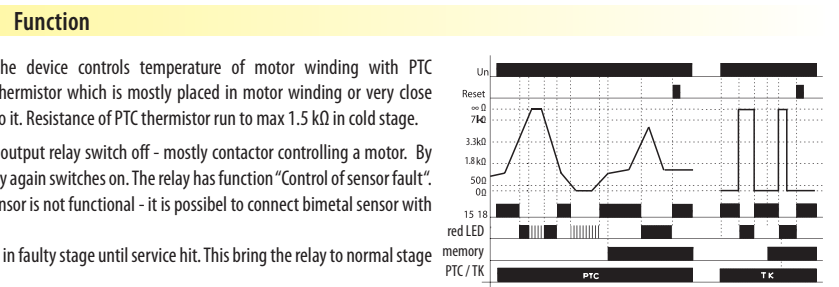 Function
he device controls temperature of motor winding with PTC
hermistor which is mostly placed in motor winding or very close
o it. Resistance of PTC thermistor run to max 1.5 kΩ in cold stage.
output relay switch off - mostly contactor controlling a motor. By
y again switches on. The relay has function “Control of sensor fault“.
nsor is not functional - it is possibel to connect bimetal sensor with
in faulty stage until service hit. This bring the relay to normal stage
Un
Reset
∞ Ω
7kΩ
3.3kΩ
1.8kΩ
50Ω
0Ω
15 18
red LED
memory
PTC / TK
PTC
TK